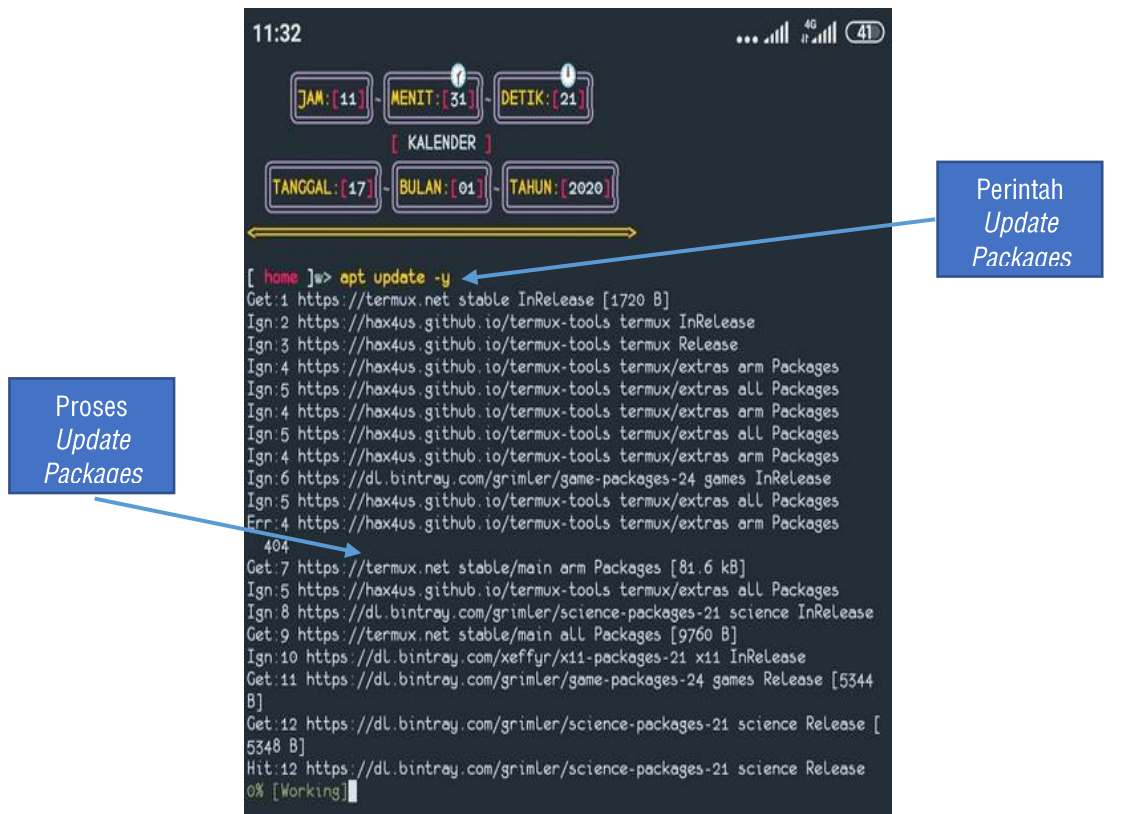 11:32
4G
41
JAM:[11] ~ MENIT:[31] ~ DETIK:[21]
[ KALENDER ]
TANGGAL:[17] ~ BULAN:[01] ~ TAHUN:[2020]
Perintah
Update
Packages
[ home ]w> apt update -y
Get:1 https://termux.net stable InRelease [1720 B]
Ign:2 https://hax4us.github.io/termux-tools termux InRelease
Ign:3 https://hax4us.github.io/termux-tools termux Release
Ign:4 https://hax4us.github.io/termux-tools termux/extras arm Packages
Ign:5 https://hax4us.github.io/termux-tools termux/extras all Packages
Ign:4 https://hax4us.github.io/termux-tools termux/extras arm Packages
Ign:5 https://hax4us.github.io/termux-tools termux/extras all Packages
Ign:4 https://hax4us.github.io/termux-tools termux/extras arm Packages
Ign:6 https://dl.bintray.com/grimler/game-packages-24 games InRelease
Ign:5 https://hax4us.github.io/termux-tools termux/extras all Packages
Err:4 https://hax4us.github.io/termux-tools termux/extras arm Packages
404
Get:7 https://termux.net stable/main arm Packages [81.6 kB]
Ign:5 https://hax4us.github.io/termux-tools termux/extras all Packages
Ign:8 https://dl.bintray.com/grimler/science-packages-21 science InRelease
Get:9 https://termux.net stable/main all Packages [9760 B]
Ign:10 https://dl.bintray.com/xeffyr/x11-packages-21 x11 InRelease
Get:11 https://dl.bintray.com/grimler/game-packages-24 games Release [5344
B]
Get:12 https://dl.bintray.com/grimler/science-packages-21 science Release [
5348 B]
Hit:12 https://dl.bintray.com/grimler/science-packages-21 science Release
0% [Working]
Proses
Update
Packages